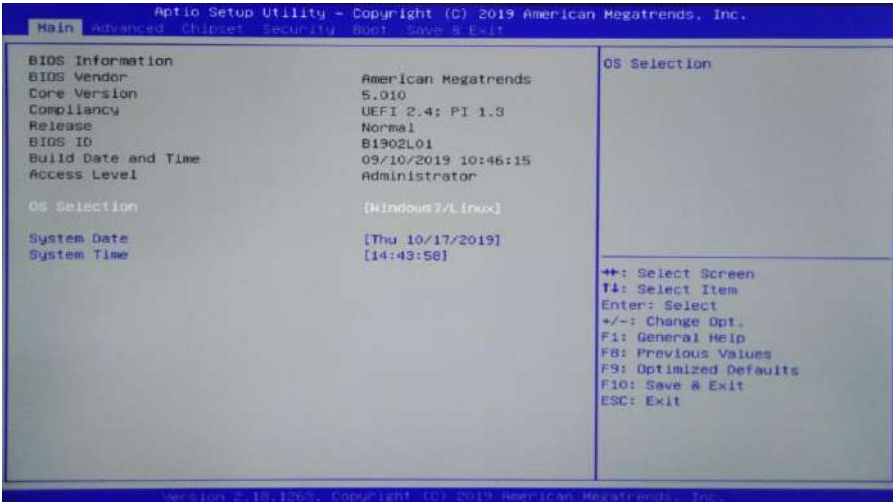 Aptio Setup Utility - Copyright (C) 2019 American Megatrends, Inc.
Main Advanced Chipset Security Boot Save & Exit
BIOS Information
BIOS Vendor American Megatrends
Core Version 5.010
Compliancy UEFI 2.4; PI 1.3
Release Normal
BIOS ID B1902L01
Build Date and Time 09/10/2019 10:46:15
Access Level Administrator
OS Selection [Windows7/Linux]
System Date [Thu 10/17/2019]
System Time [14:43:58]
OS Selection
→←: Select Screen
↑↓: Select Item
Enter: Select
+/-: Change Opt.
F1: General Help
F8: Previous Values
F9: Optimized Defaults
F10: Save & Exit
ESC: Exit
Version 2.18.1263. Copyright (C) 2019 American Megatrends, Inc.